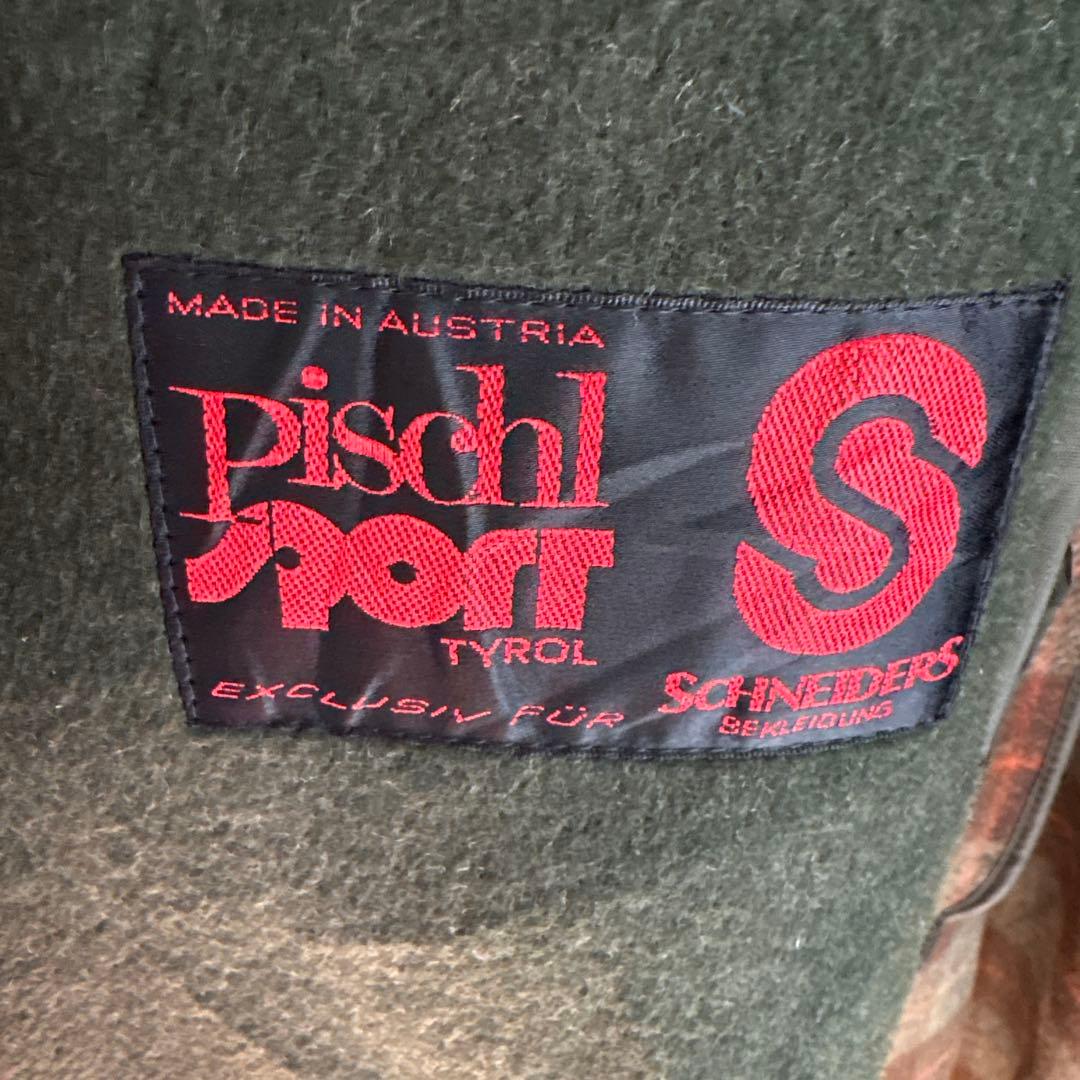 MADE IN AUSTRIA
Pischl
SPORT
TYROL
EXCLUSIV FÜR
S
SCHNEIDERS
BEKLEIDUNG